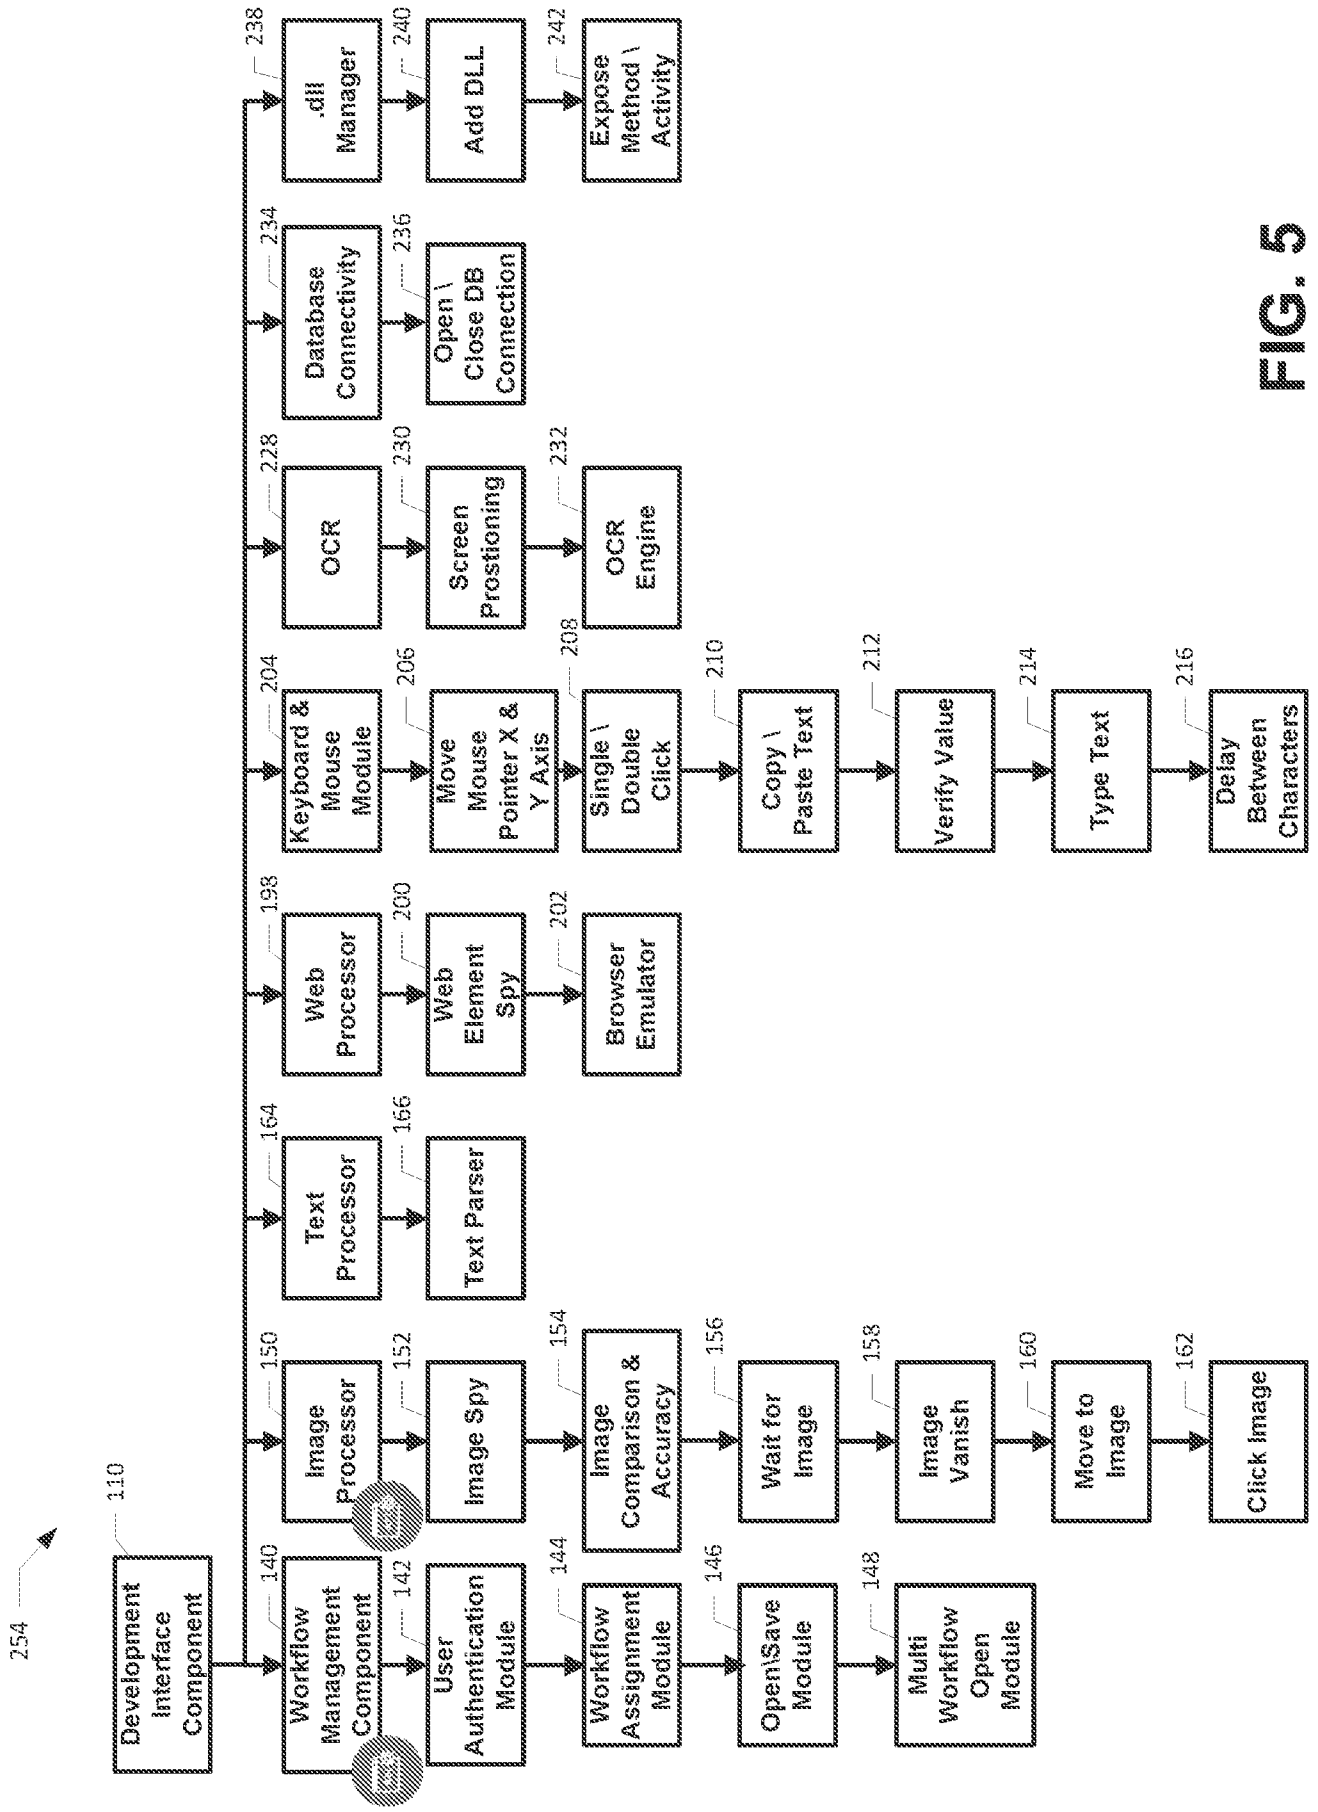 254
110
Development
Interface
Component
140
Workflow
Management
Component
142
User
Authentication
Module
144
Workflow
Assignment
Module
146
Open\Save
Module
148
Multi
Workflow
Open
Module
150
Image
Processor
152
Image Spy
154
Image
Comparison &
Accuracy
156
Wait for
Image
158
Image
Vanish
160
Move to
Image
162
Click Image
164
Text
Processor
166
Text Parser
198
Web
Processor
200
Web
Element
Spy
202
Browser
Emulator
204
Keyboard &
Mouse
Module
206
Move
Mouse
Pointer X &
Y Axis
208
Single \
Double
Click
210
Copy \
Paste Text
212
Verify Value
214
Type Text
216
Delay
Between
Characters
228
OCR
230
Screen
Prostioning
232
OCR
Engine
234
Database
Connectivity
236
Open \
Close DB
Connection
238
.dll
Manager
240
Add DLL
242
Expose
Method \
Activity
FIG. 5